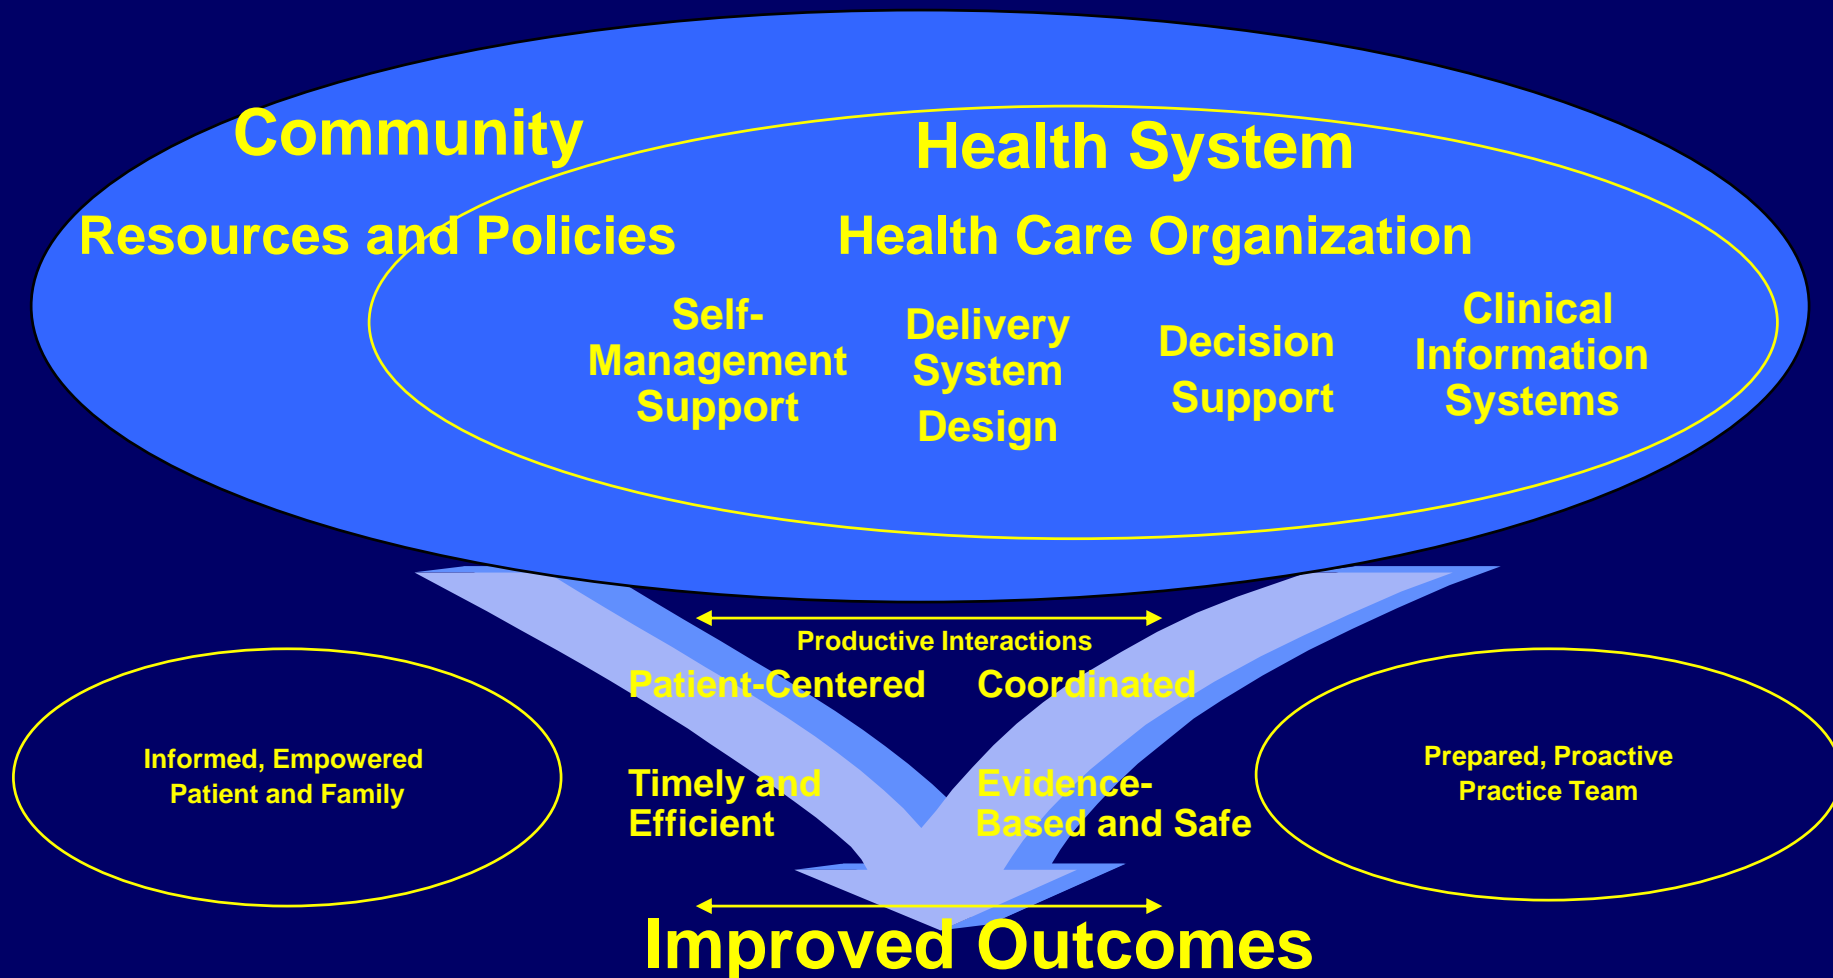 Community
Health System
Resources and Policies
Health Care Organization
Self-
Management
Support
Delivery
System
Design
Decision
Support
Clinical
Information
Systems
Productive Interactions
Patient-Centered
Coordinated
Informed, Empowered
Patient and Family
Timely and
Efficient
Evidence-
Based and Safe
Prepared, Proactive
Practice Team
Improved Outcomes